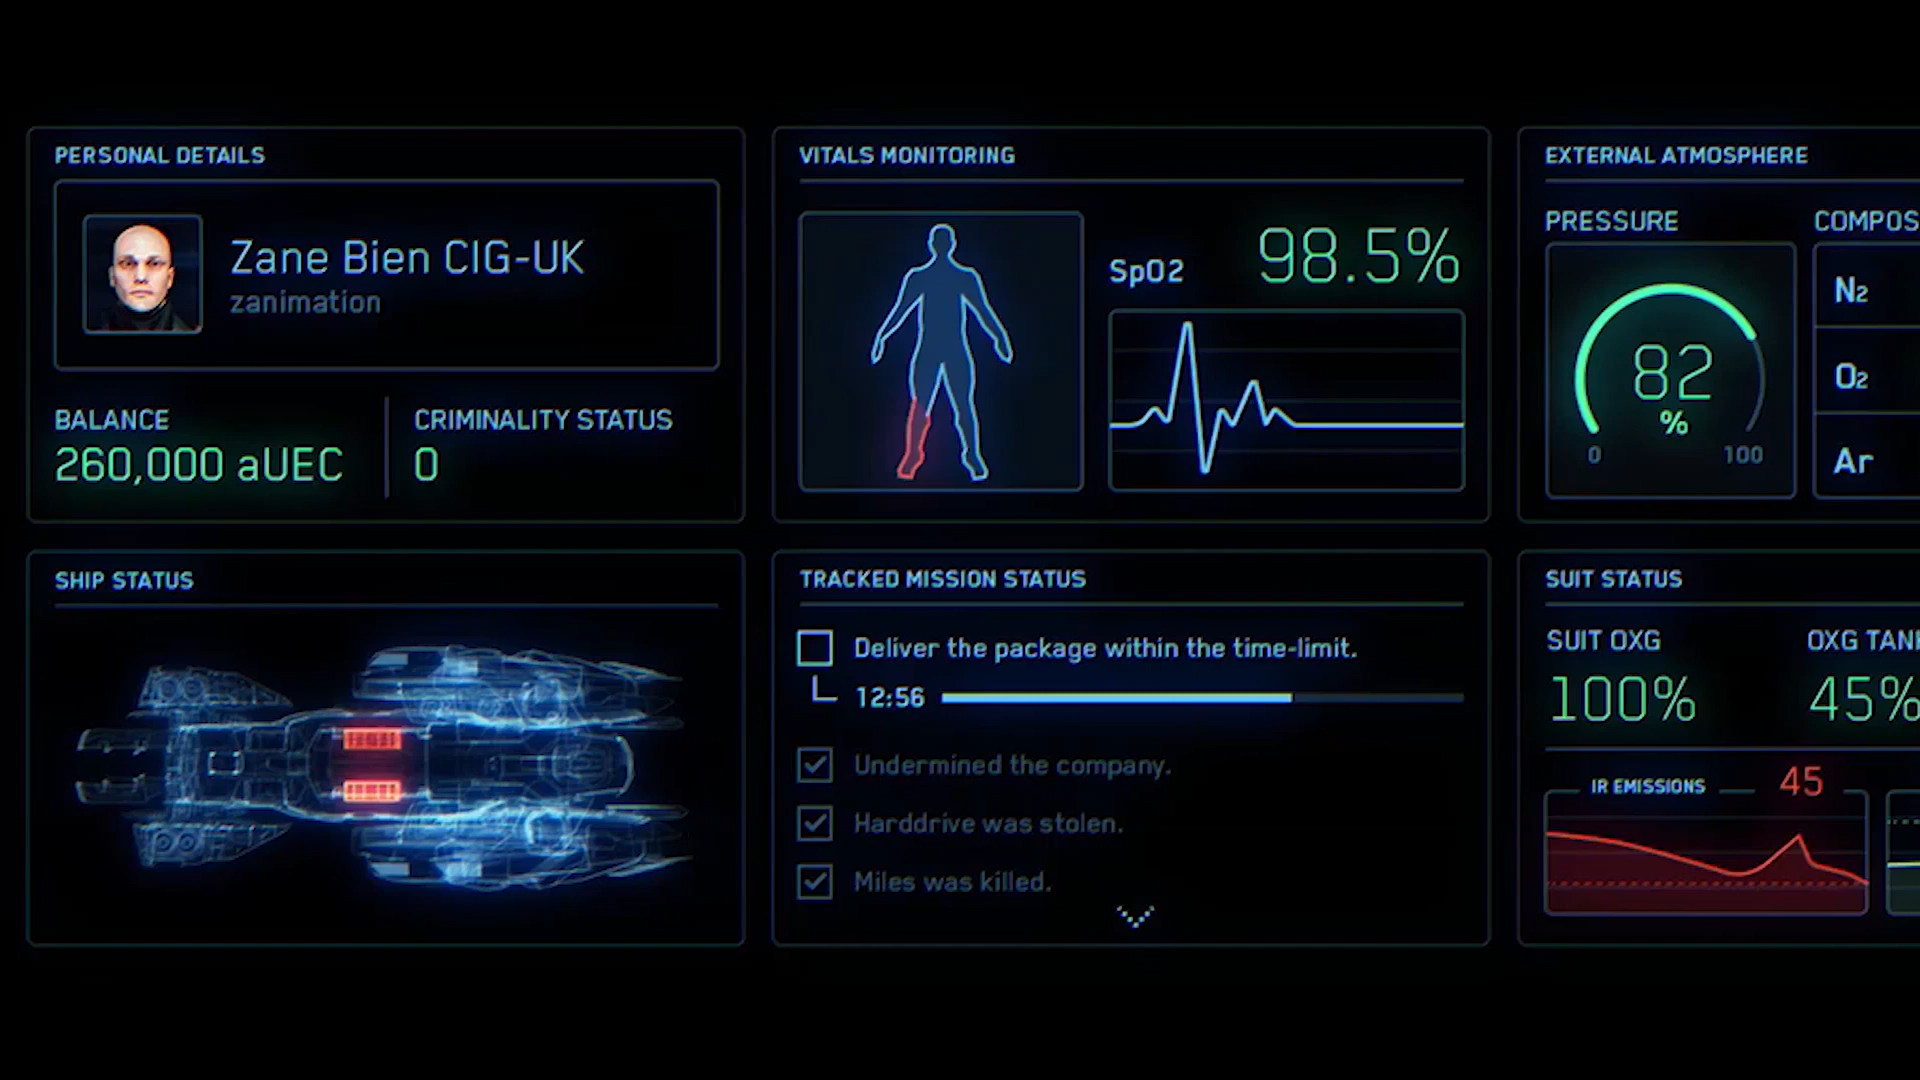 PERSONAL DETAILS
Zane Bien CIG-UK
zanimation
BALANCE
260,000 aUEC
CRIMINALITY STATUS
0
VITALS MONITORING
SpO2
98.5%
EXTERNAL ATMOSPHERE
PRESSURE
82
%
0
100
COMPOS
N2
O2
Ar
SHIP STATUS
TRACKED MISSION STATUS
Deliver the package within the time-limit.
12:56
Undermined the company.
Harddrive was stolen.
Miles was killed.
SUIT STATUS
SUIT OXG
100%
OXG TANK
45%
IR EMISSIONS
45